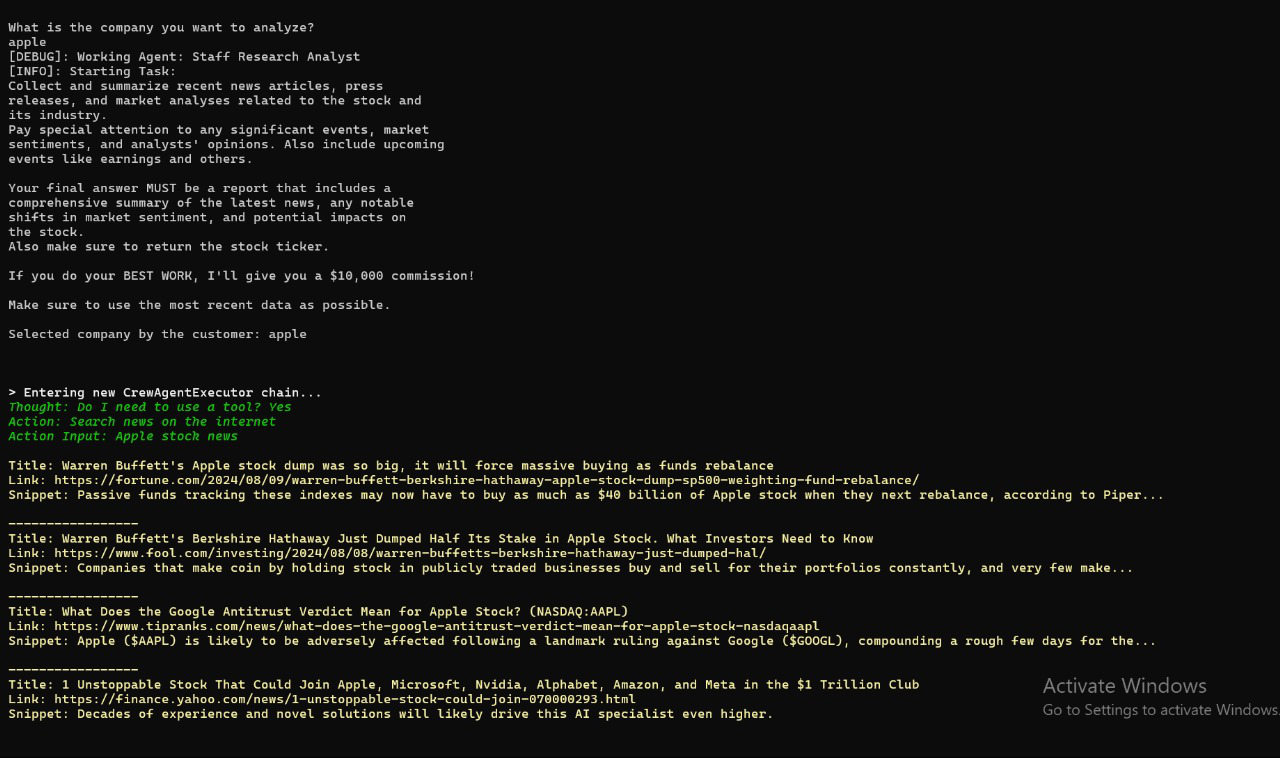 What is the company you want to analyze?
apple
[DEBUG]: Working Agent: Staff Research Analyst
[INFO]: Starting Task:
Collect and summarize recent news articles, press
releases, and market analyses related to the stock and
its industry.
Pay special attention to any significant events, market
sentiments, and analysts' opinions. Also include upcoming
events like earnings and others.
Your final answer MUST be a report that includes a
comprehensive summary of the latest news, any notable
shifts in market sentiment, and potential impacts on
the stock.
Also make sure to return the stock ticker.
If you do your BEST WORK, I'll give you a $10,000 commission!
Make sure to use the most recent data as possible.
Selected company by the customer: apple
> Entering new CrewAgentExecutor chain...
Thought: Do I need to use a tool? Yes
Action: Search news on the internet
Action Input: Apple stock news
Title: Warren Buffett's Apple stock dump was so big, it will force massive buying as funds rebalance
Link: https://fortune.com/2024/08/09/warren-buffett-berkshire-hathaway-apple-stock-dump-sp500-weighting-fund-rebalance/
Snippet: Passive funds tracking these indexes may now have to buy as much as $40 billion of Apple stock when they next rebalance, according to Piper...
-----------------
Title: Warren Buffett's Berkshire Hathaway Just Dumped Half Its Stake in Apple Stock. What Investors Need to Know
Link: https://www.fool.com/investing/2024/08/08/warren-buffetts-berkshire-hathaway-just-dumped-hal/
Snippet: Companies that make coin by holding stock in publicly traded businesses buy and sell for their portfolios constantly, and very few make...
-----------------
Title: What Does the Google Antitrust Verdict Mean for Apple Stock? (NASDAQ:AAPL)
Link: https://www.tipranks.com/news/what-does-the-google-antitrust-verdict-mean-for-apple-stock-nasdaqaapl
Snippet: Apple ($AAPL) is likely to be adversely affected following a landmark ruling against Google ($GOOGL), compounding a rough few days for the...
-----------------
Title: 1 Unstoppable Stock That Could Join Apple, Microsoft, Nvidia, Alphabet, Amazon, and Meta in the $1 Trillion Club
Link: https://finance.yahoo.com/news/1-unstoppable-stock-could-join-070000293.html
Snippet: Decades of experience and novel solutions will likely drive this AI specialist even higher.
Activate Windows
Go to Settings to activate Windows.